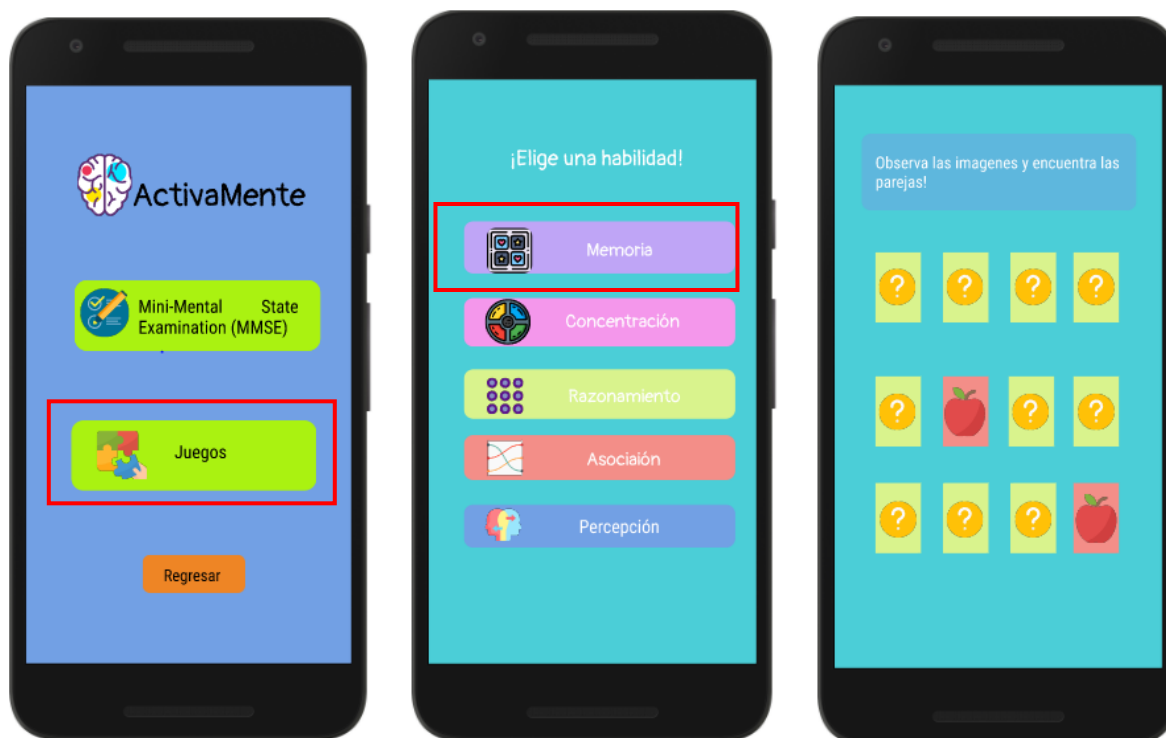 ActivaMente
Mini-Mental State
Examination (MMSE)
Juegos
Regresar
¡Elige una habilidad!
Memoria
Concentración
Razonamiento
Asociaión
Percepción
Observa las imagenes y encuentra las
parejas!
? ? ? ?
? ? ?
? ? ?